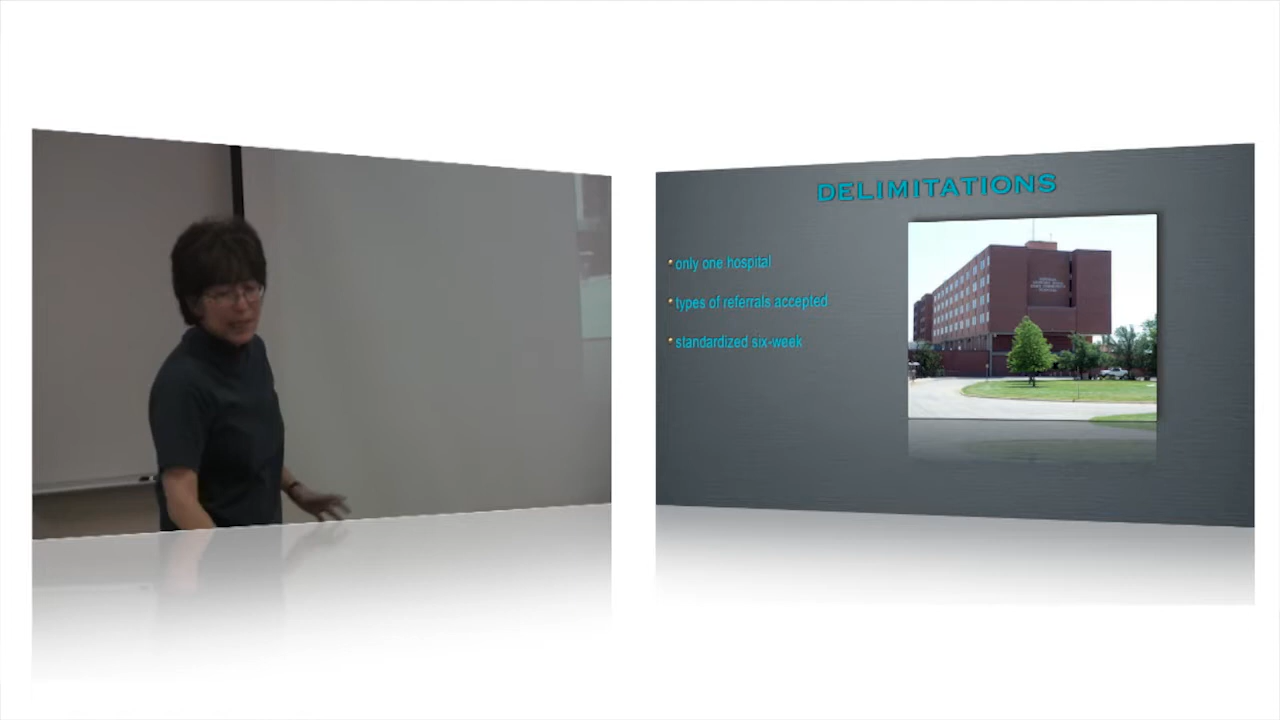 DELIMITATIONS
only one hospital
types of referrals accepted
standardized six-week